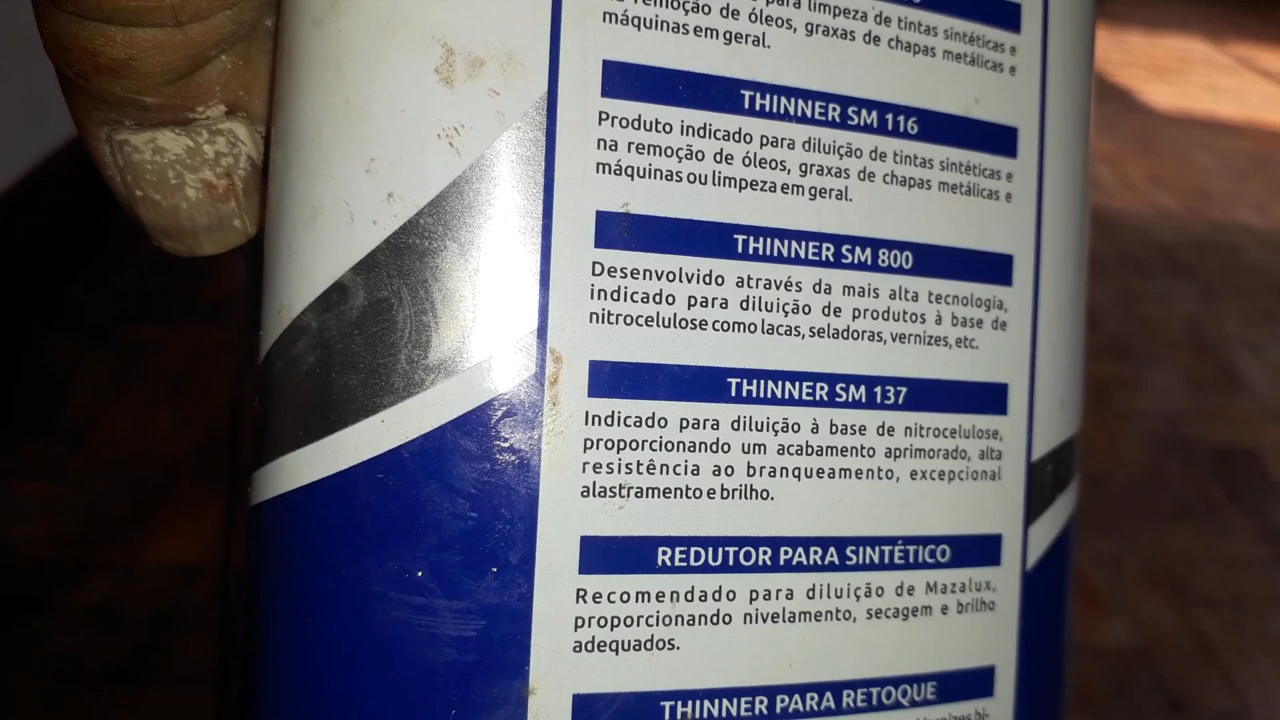 para limpeza de tintas sintéticas e
remoção de óleos, graxas de chapas metálicas e
máquinas em geral.
THINNER SM 116
Produto indicado para diluição de tintas sintéticas e
na remoção de óleos, graxas de chapas metálicas e
máquinas ou limpeza em geral.
THINNER SM 800
Desenvolvido através da mais alta tecnologia,
indicado para diluição de produtos à base de
nitrocelulose como lacas, seladoras, vernizes, etc.
THINNER SM 137
Indicado para diluição à base de nitrocelulose,
proporcionando um acabamento aprimorado, alta
resistência ao branqueamento, excepcional
alastramento e brilho.
REDUTOR PARA SINTÉTICO
Recomendado para diluição de Mazalux,
proporcionando nivelamento, secagem e brilho
adequados.
THINNER PARA RETOQUE